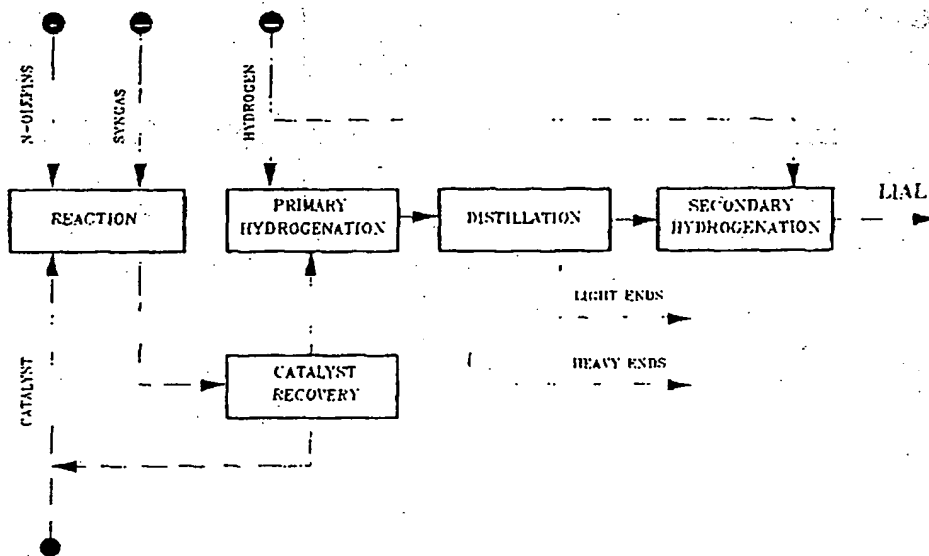 N-OLEFINS
SYNGAS
HYDROGEN
REACTION
PRIMARY
HYDROGENATION
DISTILLATION
SECONDARY
HYDROGENATION
LIAL
LIGHT ENDS
HEAVY ENDS
CATALYST
CATALYST
RECOVERY